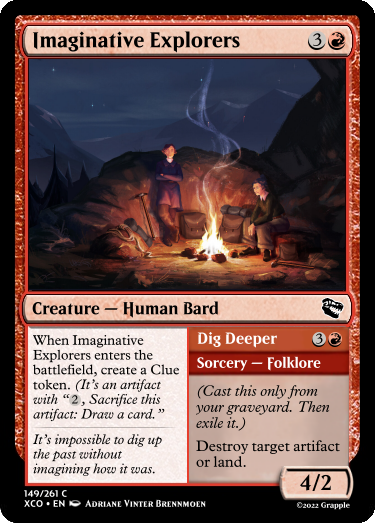 Imaginative Explorers 3
Creature — Human Bard
When Imaginative
Explorers enters the
battlefield, create a Clue
token. (It's an artifact
with “2, Sacrifice this
artifact: Draw a card.”
It's impossible to dig up
the past without
imagining how it was.
Dig Deeper 3
Sorcery — Folklore
(Cast this only from
your graveyard. Then
exile it.)
Destroy target artifact
or land.
4/2
149/261 C
XCO • EN Adriane Vinter Brennmoen
©2022 Grapple